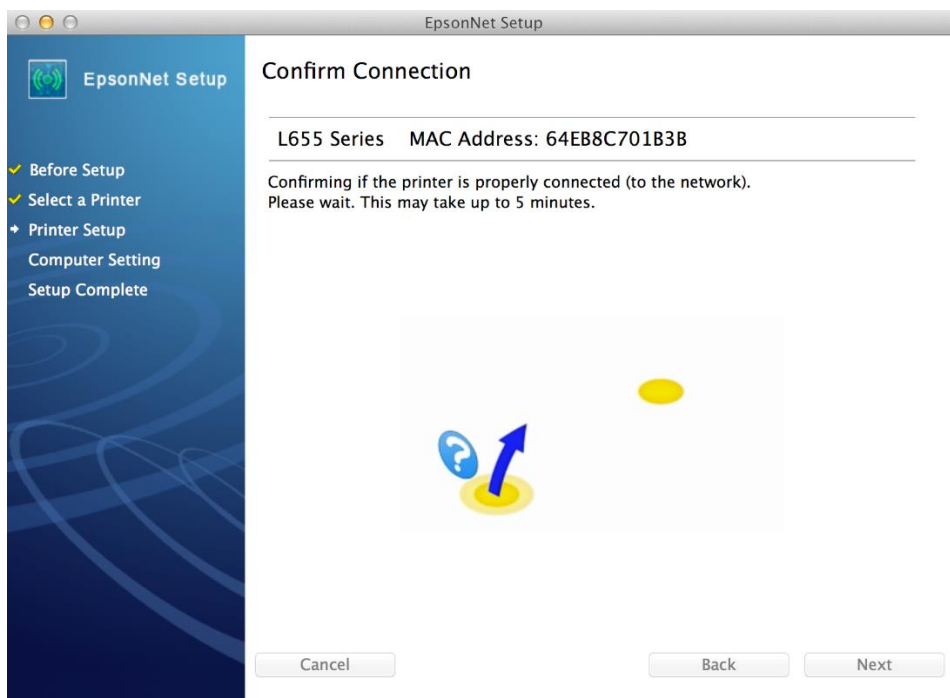 EpsonNet Setup
EpsonNet Setup
Before Setup
Select a Printer
Printer Setup
Computer Setting
Setup Complete
Confirm Connection
L655 Series MAC Address: 64EB8C701B3B
Confirming if the printer is properly connected (to the network).
Please wait. This may take up to 5 minutes.
?
Cancel
Back
Next